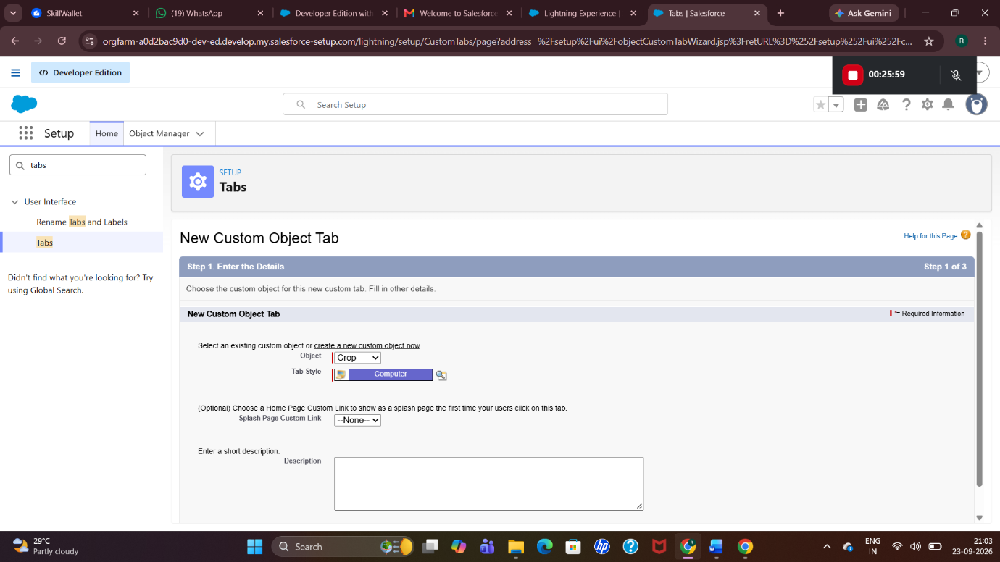 SkillWallet
(19) WhatsApp
Developer Edition with
Welcome to Salesforce
Lightning Experience |
Tabs | Salesforce
Ask Gemini
orgfarm-a0d2bac9d0-dev-ed.develop.my.salesforce-setup.com/lightning/setup/CustomTabs/page?address=%2Fsetup%2Fui%2FobjectCustomTabWizard.jsp%3FretURL%3D%252Fsetup%252Fui%252Fc...
R
Developer Edition
00:25:59
Search Setup
Setup
Home
Object Manager
tabs
User Interface
Rename Tabs and Labels
Tabs
Didn't find what you're looking for? Try
using Global Search.
SETUP
Tabs
New Custom Object Tab
Help for this Page
Step 1. Enter the Details
Step 1 of 3
Choose the custom object for this new custom tab. Fill in other details.
New Custom Object Tab
*= Required Information
Select an existing custom object or create a new custom object now.
Object
Crop
Tab Style
Computer
(Optional) Choose a Home Page Custom Link to show as a splash page the first time your users click on this tab.
Splash Page Custom Link
--None--
Enter a short description.
Description
29°C
Partly cloudy
Search
ENG
IN
21:03
23-09-2026